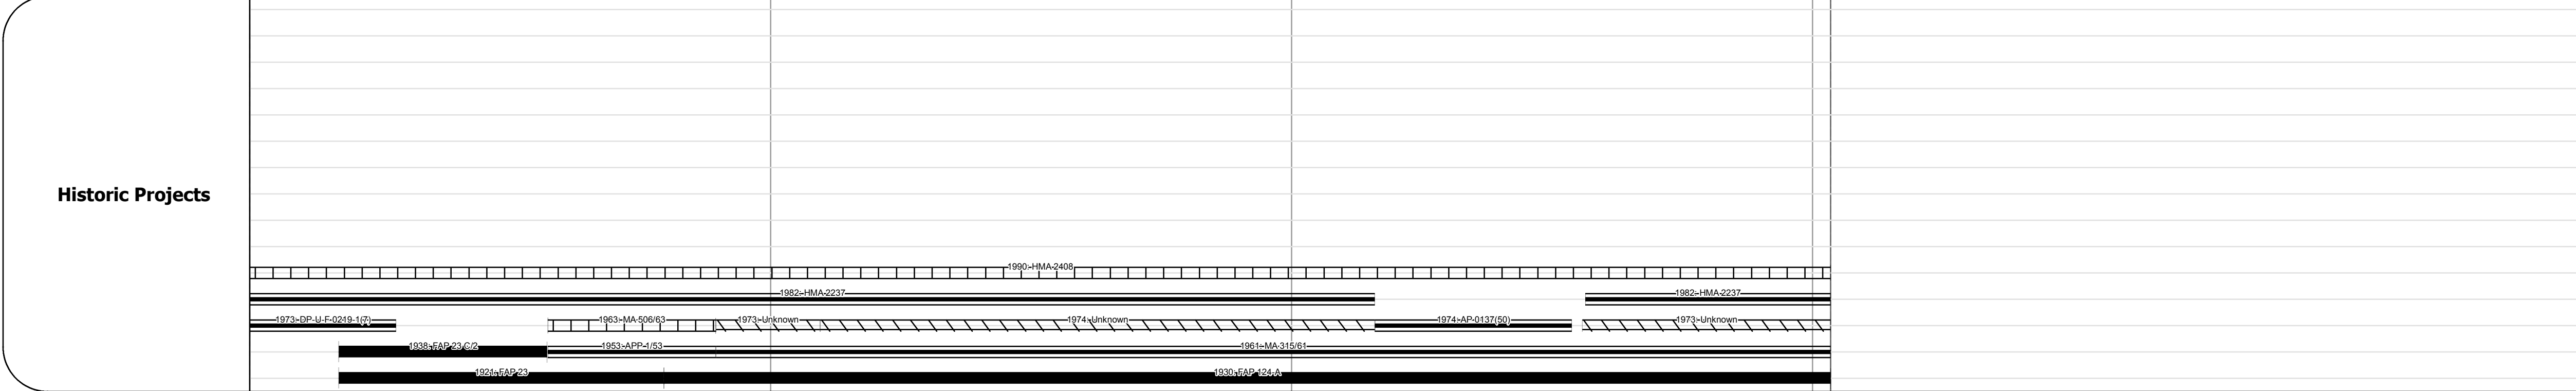 Historic Projects
1990: HMA 2408
1982: HMA 2237
1982: HMA 2237
1973: DP-U-F-0219-1(7)
1963: MA 506/63
1973: Unknown
1974: Unknown
1974: AP-0137(50)
1973: Unknown
1938: FAP 23 C/2
1953: APP 1/53
1961: MA 315/61
1921: FAP 23
1930: FAP 124-A